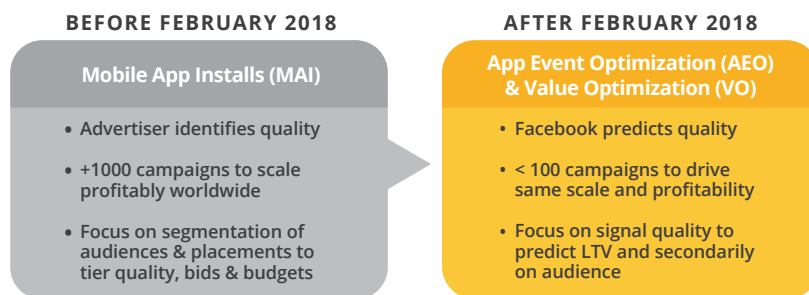 BEFORE FEBRUARY 2018
Mobile App Installs (MAI)
• Advertiser identifies quality
• +1000 campaigns to scale
profitably worldwide
• Focus on segmentation of
audiences & placements to
tier quality, bids & budgets
AFTER FEBRUARY 2018
App Event Optimization (AEO)
& Value Optimization (VO)
• Facebook predicts quality
• < 100 campaigns to drive
same scale and profitability
• Focus on signal quality to
predict LTV and secondarily
on audience